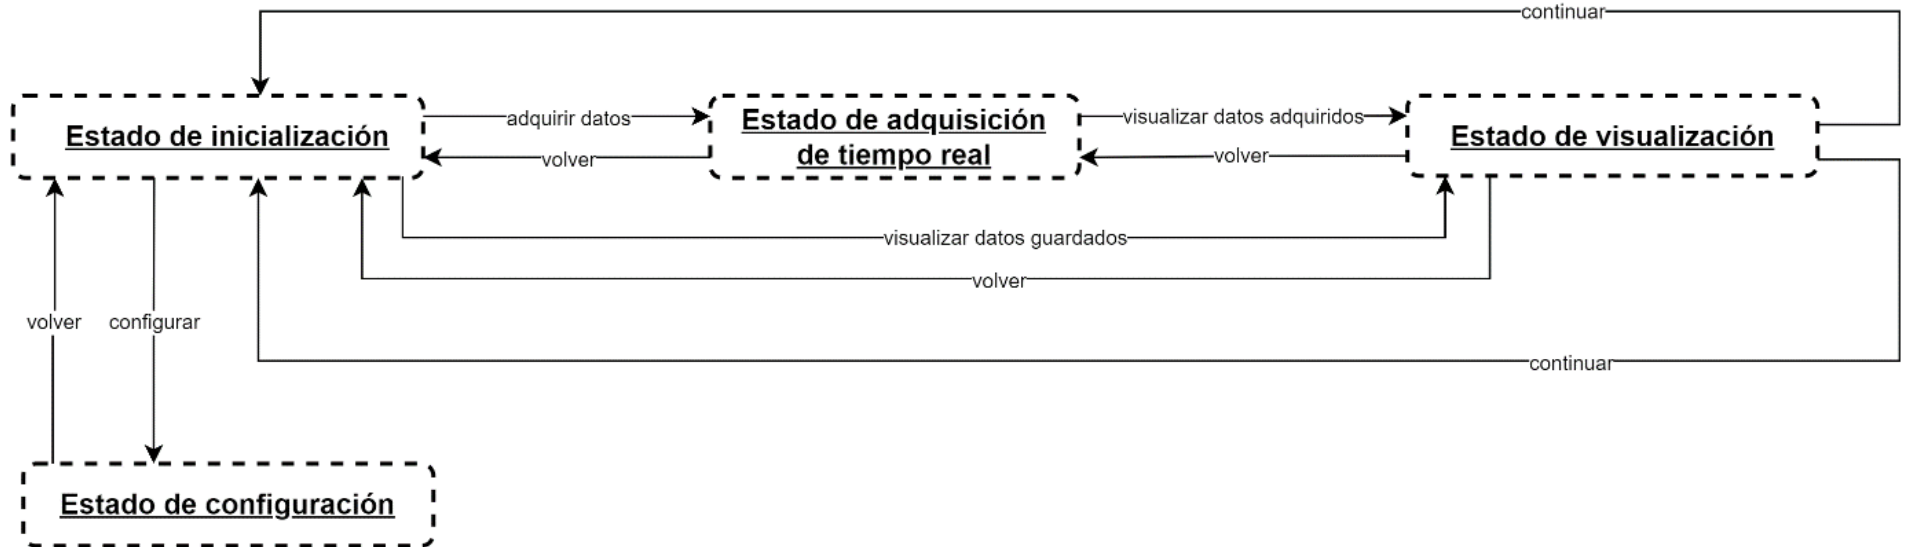 continuar
Estado de inicialización
adquirir datos
volver
Estado de adquisición
de tiempo real
visualizar datos adquiridos
volver
Estado de visualización
visualizar datos guardados
volver
volver
configurar
continuar
Estado de configuración